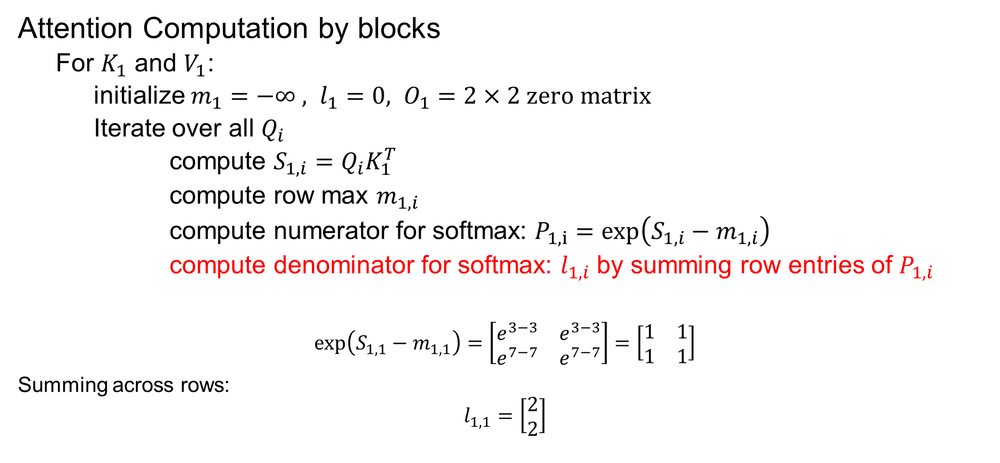 Attention Computation by blocks
For $K_1$ and $V_1$:
initialize $m_1 = -\infty$ , $l_1 = 0$, $O_1 = 2 \times 2$ zero matrix
Iterate over all $Q_i$
compute $S_{1,i} = Q_i K_1^T$
compute row max $m_{1,i}$
compute numerator for softmax: $P_{1,\mathrm{i}} = \exp(S_{1,i} - m_{1,i})$
compute denominator for softmax: $l_{1,i}$ by summing row entries of $P_{1,i}$
$\exp(S_{1,1} - m_{1,1}) = \begin{bmatrix} e^{3-3} & e^{3-3} \\ e^{7-7} & e^{7-7} \end{bmatrix} = \begin{bmatrix} 1 & 1 \\ 1 & 1 \end{bmatrix}$
Summing across rows:
$l_{1,1} = \begin{bmatrix} 2 \\ 2 \end{bmatrix}$